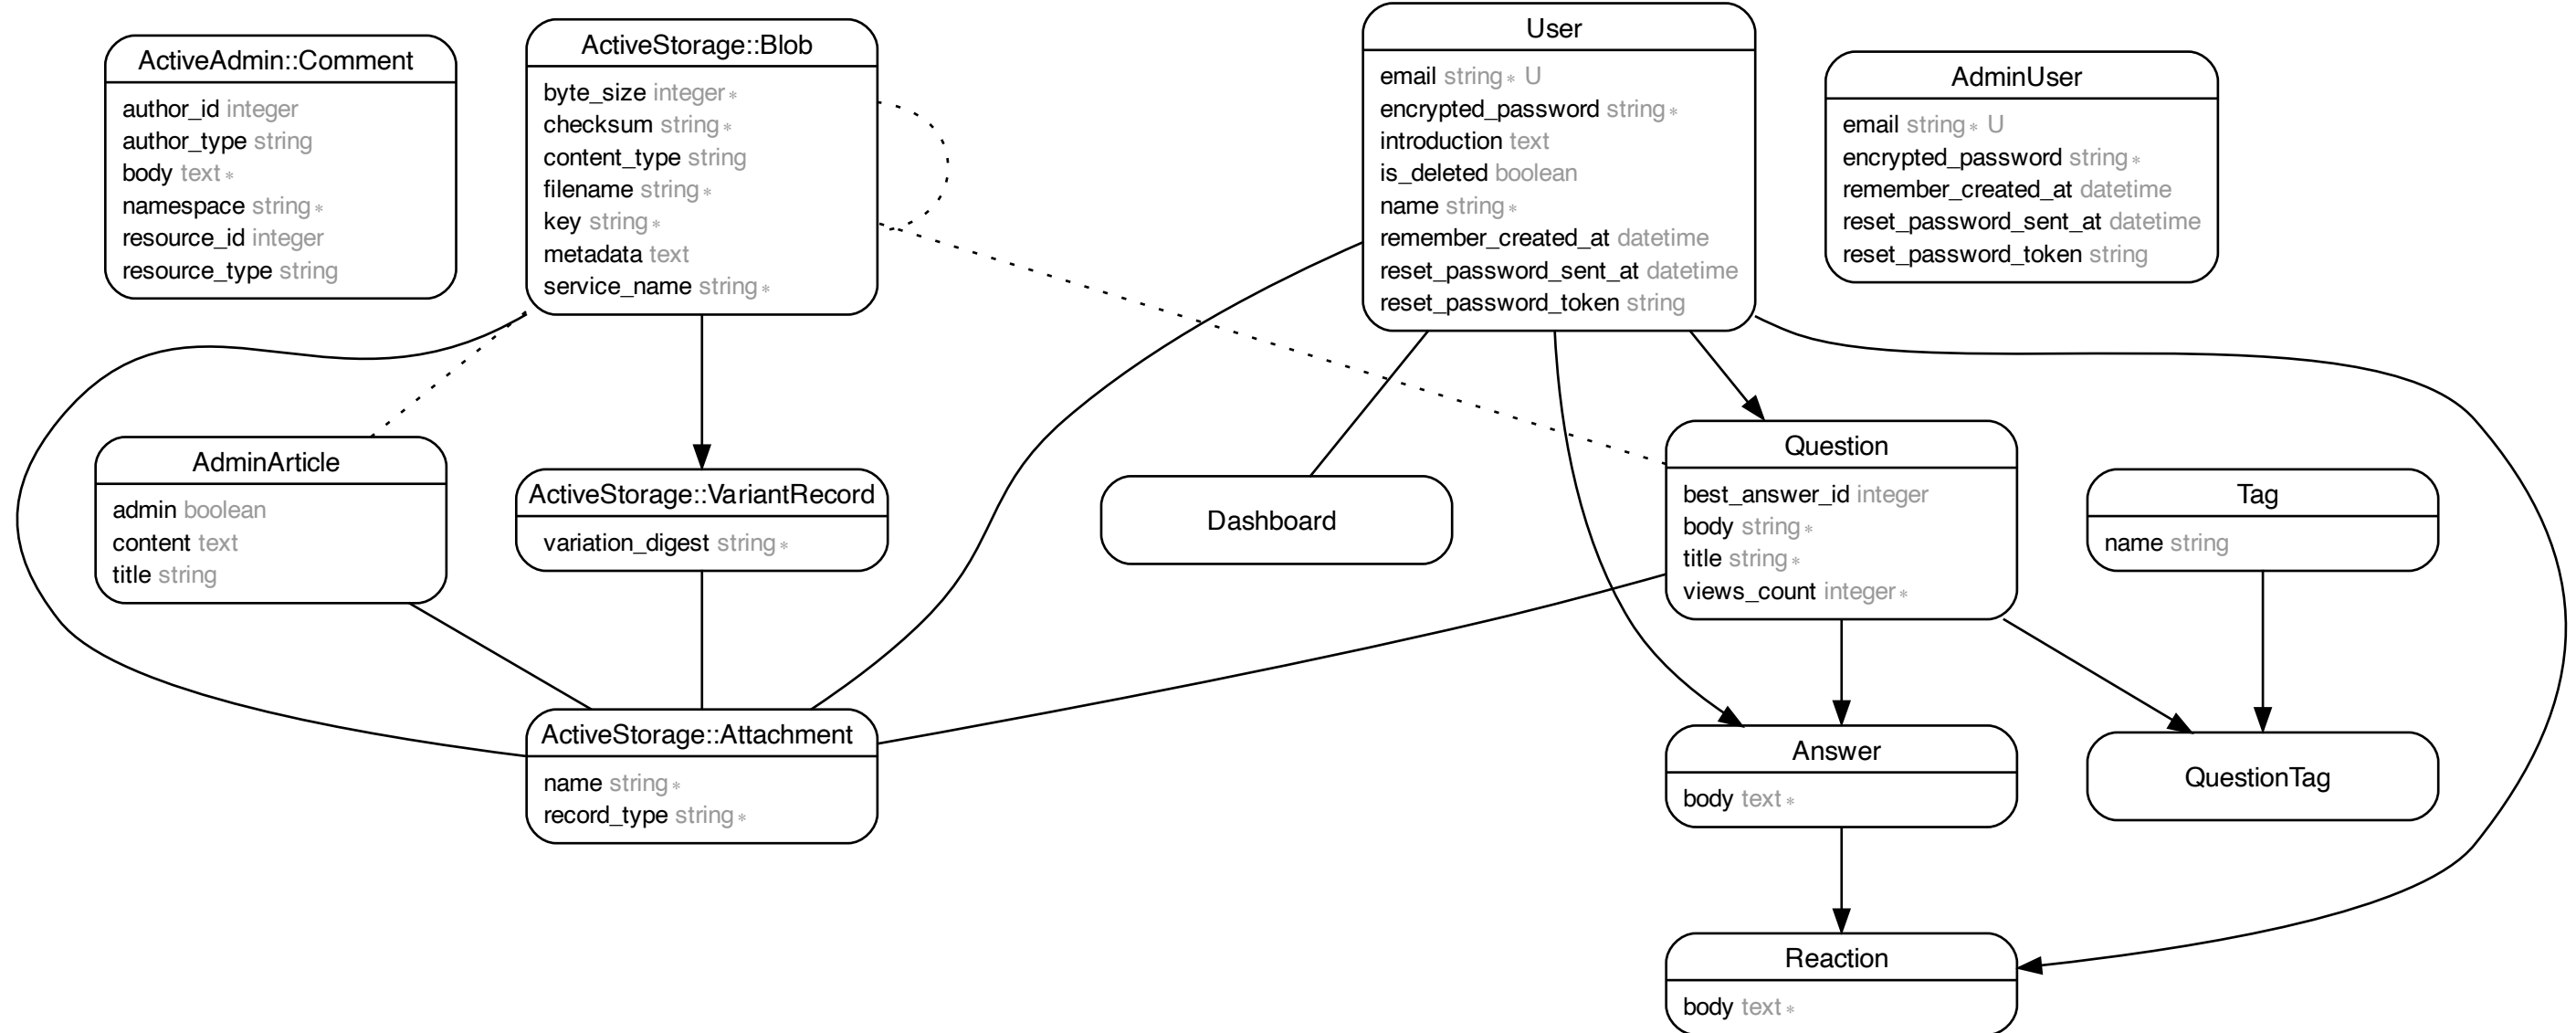 ActiveAdmin::Comment
author_id integer
author_type string
body text *
namespace string *
resource_id integer
resource_type string
ActiveStorage::Blob
byte_size integer *
checksum string *
content_type string
filename string *
key string *
metadata text
service_name string *
User
email string * U
encrypted_password string *
introduction text
is_deleted boolean
name string *
remember_created_at datetime
reset_password_sent_at datetime
reset_password_token string
AdminUser
email string * U
encrypted_password string *
remember_created_at datetime
reset_password_sent_at datetime
reset_password_token string
AdminArticle
admin boolean
content text
title string
ActiveStorage::VariantRecord
variation_digest string *
Dashboard
Question
best_answer_id integer
body string *
title string *
views_count integer *
Tag
name string
ActiveStorage::Attachment
name string *
record_type string *
Answer
body text *
QuestionTag
Reaction
body text *